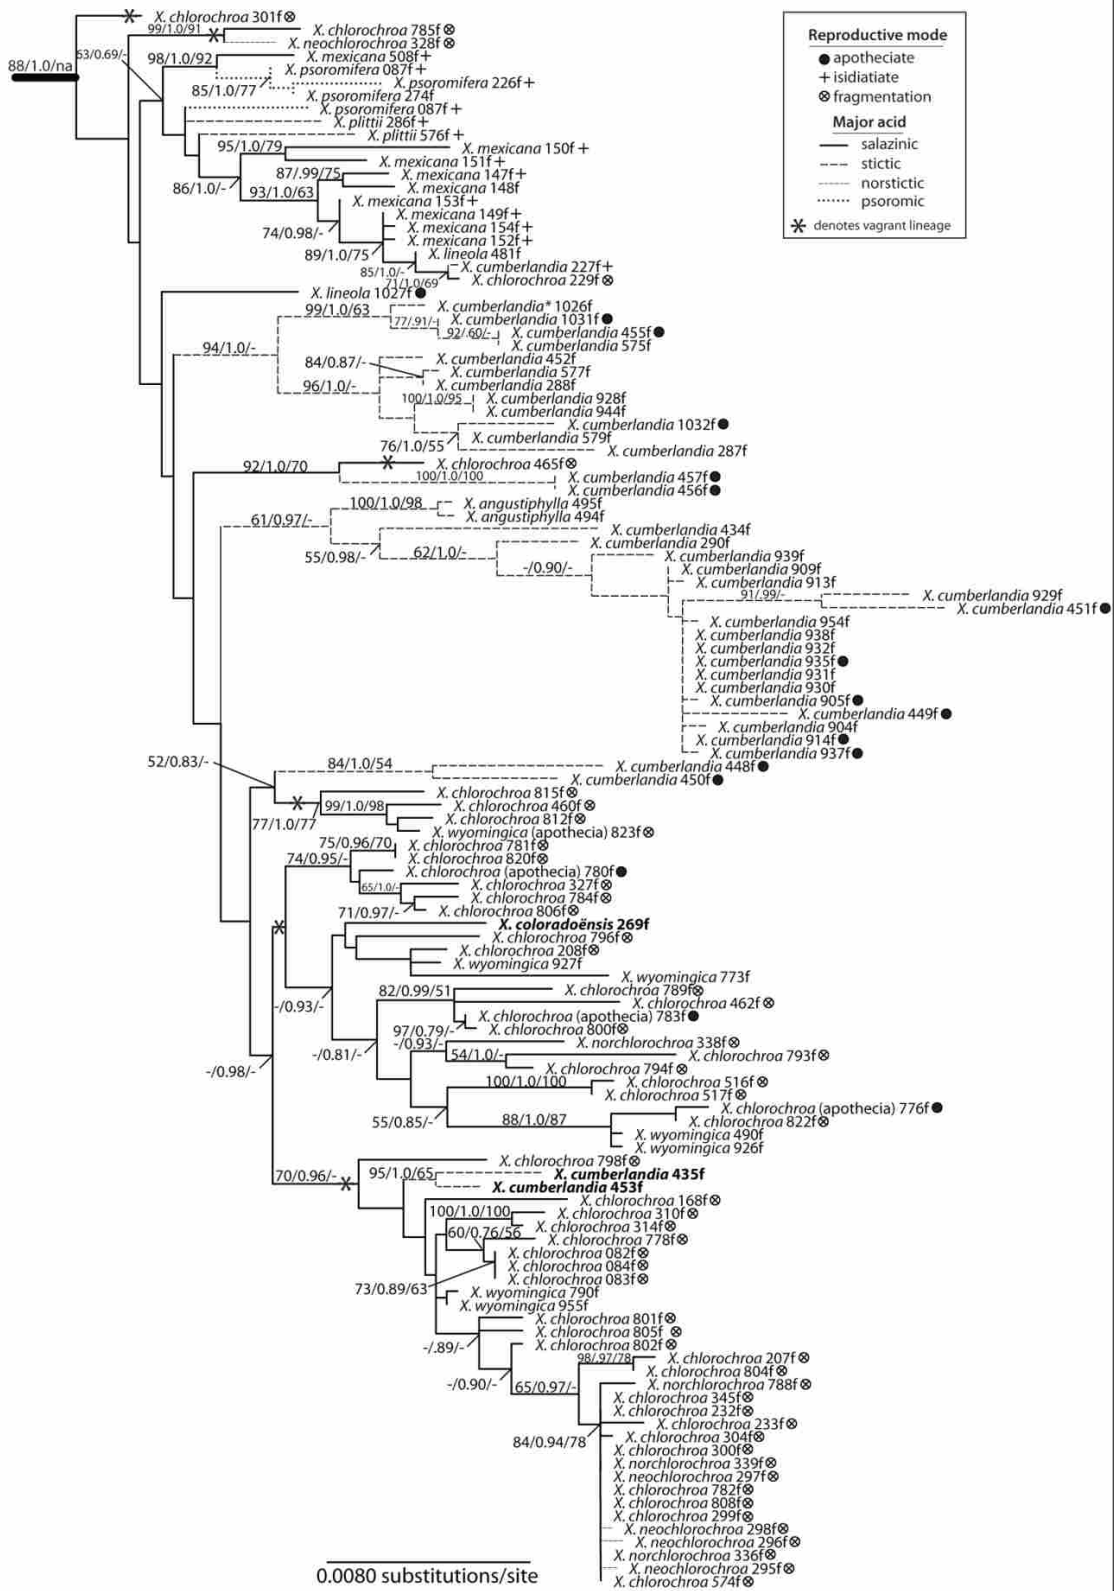 X. chlorochroa 301f⊗
99/1.0/91
X. chlorochroa 785f⊗
X. neochlorochroa 328f⊗
53/0.69/-
88/1.0/na
98/1.0/92
X. mexicana 508f+
X. psoromifera 087f+
85/1.0/77
X. psoromifera 226f+
X. psoromifera 274f
X. psoromifera 087f+
X. plittii 286f+
X. plittii 576f+
95/1.0/79
X. mexicana 150f+
X. mexicana 151f+
86/1.0/-
87/.99/75
X. mexicana 147f+
93/1.0/63
X. mexicana 148f
X. mexicana 153f+
X. mexicana 149f+
74/0.98/-
X. mexicana 154f+
X. mexicana 152f+
89/1.0/75
X. lineola 481f
85/1.0/-
X. cumberlandia 227f+
71/1.0/69
X. chlorochroa 229f⊗
X. lineola 1027f●
99/1.0/63
X. cumberlandia* 1026f
77/.91/-
X. cumberlandia 1031f●
92/.60/-
X. cumberlandia 455f●
X. cumberlandia 575f
94/1.0/-
84/0.87/-
X. cumberlandia 452f
X. cumberlandia 577f
96/1.0/-
X. cumberlandia 288f
100/1.0/95
X. cumberlandia 928f
X. cumberlandia 944f
X. cumberlandia 1032f●
76/1.0/55
X. cumberlandia 579f
X. cumberlandia 287f
92/1.0/70
X. chlorochroa 465f⊗
100/1.0/100
X. cumberlandia 457f●
X. cumberlandia 456f●
100/1.0/98
X. angustiphylla 495f
X. angustiphylla 494f
61/0.97/-
X. cumberlandia 434f
55/0.98/-
62/1.0/-
X. cumberlandia 290f
-/0.90/-
X. cumberlandia 939f
X. cumberlandia 909f
X. cumberlandia 913f
91/.99/-
X. cumberlandia 929f
X. cumberlandia 451f●
X. cumberlandia 954f
X. cumberlandia 938f
X. cumberlandia 932f
X. cumberlandia 935f●
X. cumberlandia 931f
X. cumberlandia 930f
X. cumberlandia 905f●
X. cumberlandia 449f●
X. cumberlandia 904f
X. cumberlandia 914f●
X. cumberlandia 937f●
52/0.83/-
84/1.0/54
X. cumberlandia 448f●
X. cumberlandia 450f●
X. chlorochroa 815f⊗
99/1.0/98
X. chlorochroa 460f⊗
77/1.0/77
X. chlorochroa 812f⊗
X. wyomingica (apothecia) 823f⊗
75/0.96/70
X. chlorochroa 781f⊗
74/0.95/-
X. chlorochroa 820f⊗
X. chlorochroa (apothecia) 780f●
65/1.0/-
X. chlorochroa 327f⊗
X. chlorochroa 784f⊗
71/0.97/-
X. chlorochroa 806f⊗
X. coloradoënsis 269f
X. chlorochroa 796f⊗
X. chlorochroa 208f⊗
X. wyomingica 927f
X. wyomingica 773f
-/0.93/-
82/0.99/51
X. chlorochroa 789f⊗
X. chlorochroa 462f⊗
X. chlorochroa (apothecia) 783f●
97/0.79/-
X. chlorochroa 800f⊗
-/0.81/-
-/0.93/-
X. norchlorochroa 338f⊗
54/1.0/-
X. chlorochroa 793f⊗
X. chlorochroa 794f⊗
-/0.98/-
100/1.0/100
X. chlorochroa 516f⊗
X. chlorochroa 517f⊗
55/0.85/-
88/1.0/87
X. chlorochroa (apothecia) 776f●
X. chlorochroa 822f⊗
X. wyomingica 490f
X. wyomingica 926f
70/0.96/-
X. chlorochroa 798f⊗
95/1.0/65
X. cumberlandia 435f
X. cumberlandia 453f
X. chlorochroa 168f⊗
100/1.0/100
X. chlorochroa 310f⊗
X. chlorochroa 314f⊗
60/0.76/56
X. chlorochroa 778f⊗
X. chlorochroa 082f⊗
X. chlorochroa 084f⊗
X. chlorochroa 083f⊗
73/0.89/63
X. wyomingica 790f
X. wyomingica 955f
X. chlorochroa 801f⊗
X. chlorochroa 805f ⊗
-/.89/-
X. chlorochroa 802f⊗
98/.97/78
X. chlorochroa 207f⊗
X. chlorochroa 804f⊗
-/0.90/-
65/0.97/-
X. norchlorochroa 788f⊗
X. chlorochroa 345f⊗
X. chlorochroa 232f⊗
X. chlorochroa 233f⊗
84/0.94/78
X. chlorochroa 304f⊗
X. chlorochroa 300f⊗
X. norchlorochroa 339f⊗
X. neochlorochroa 297f⊗
X. chlorochroa 782f⊗
X. chlorochroa 808f⊗
X. chlorochroa 299f⊗
X. neochlorochroa 298f⊗
X. neochlorochroa 296f⊗
X. norchlorochroa 336f⊗
X. neochlorochroa 295f⊗
X. chlorochroa 574f⊗
0.0080 substitutions/site
Reproductive mode
● apotheciate
+ isidiatiate
⊗ fragmentation
Major acid
salazinic
stictic
norstictic
psoromic
denotes vagrant lineage